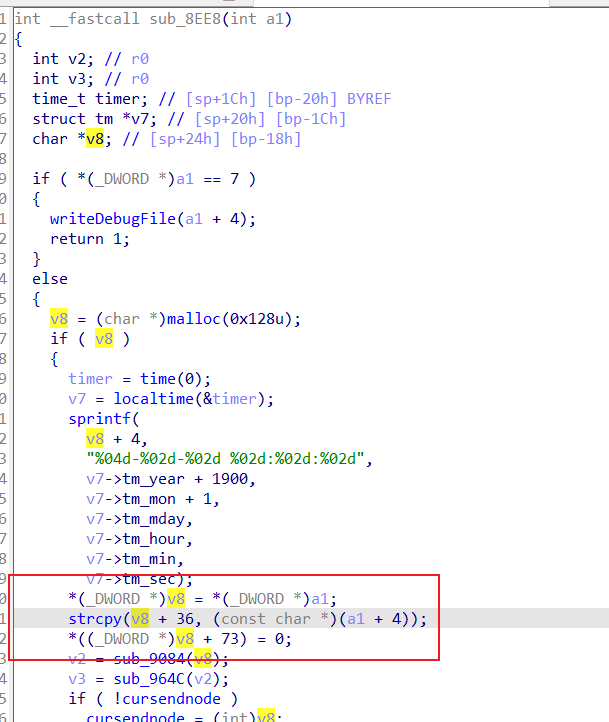 1 int __fastcall sub_8EE8(int a1)
2 {
3 int v2; // r0
4 int v3; // r0
5 time_t timer; // [sp+1Ch] [bp-20h] BYREF
6 struct tm *v7; // [sp+20h] [bp-1Ch]
7 char *v8; // [sp+24h] [bp-18h]
8
9 if ( *(_DWORD *)a1 == 7 )
0 {
1 writeDebugFile(a1 + 4);
2 return 1;
3 }
4 else
5 {
6 v8 = (char *)malloc(0x128u);
7 if ( v8 )
8 {
9 timer = time(0);
0 v7 = localtime(&timer);
1 sprintf(
2 v8 + 4,
3 "%04d-%02d-%02d %02d:%02d:%02d",
4 v7->tm_year + 1900,
5 v7->tm_mon + 1,
6 v7->tm_mday,
7 v7->tm_hour,
8 v7->tm_min,
9 v7->tm_sec);
0 *(_DWORD *)v8 = *(_DWORD *)a1;
1 strcpy(v8 + 36, (const char *)(a1 + 4));
2 *((_DWORD *)v8 + 73) = 0;
3 v2 = sub_9084(v8);
4 v3 = sub_964C(v2);
5 if ( !cursendnode )
6 cursendnode = (int)v8;